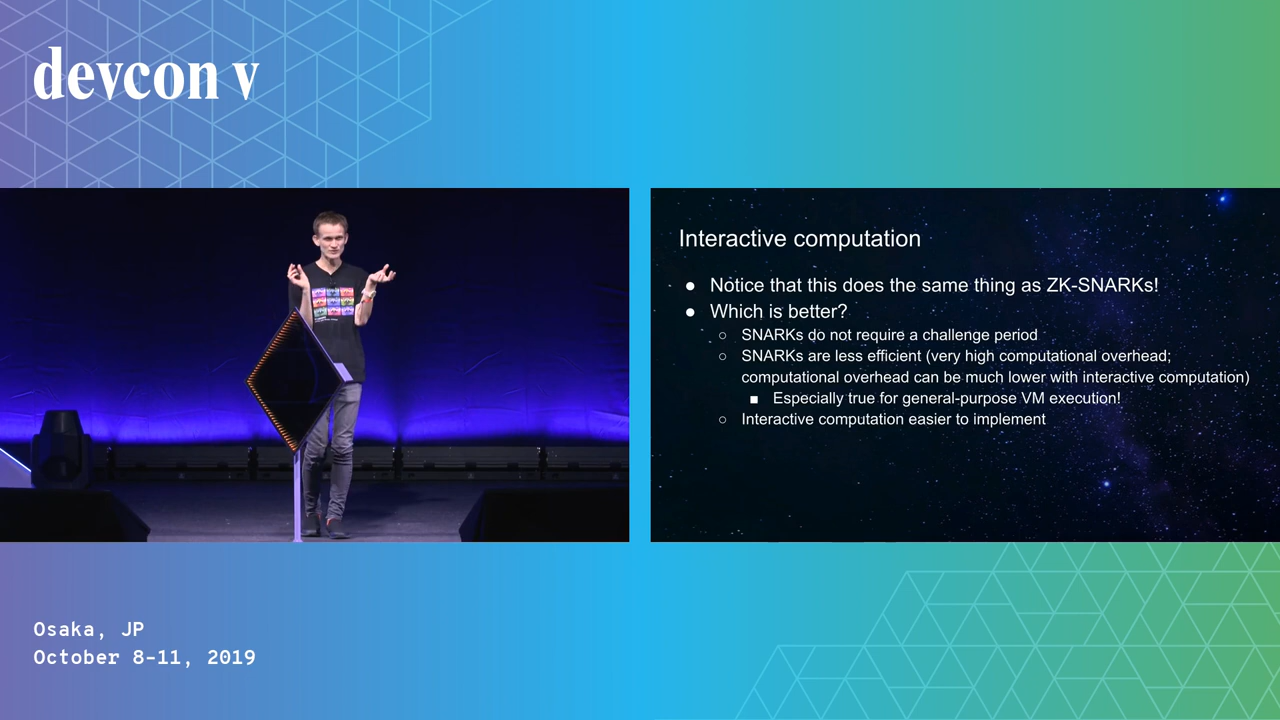 devcon v
Interactive computation
● Notice that this does the same thing as ZK-SNARKs!
● Which is better?
○ SNARKs do not require a challenge period
○ SNARKs are less efficient (very high computational overhead;
computational overhead can be much lower with interactive computation)
■ Especially true for general-purpose VM execution!
○ Interactive computation easier to implement
Osaka, JP
October 8-11, 2019